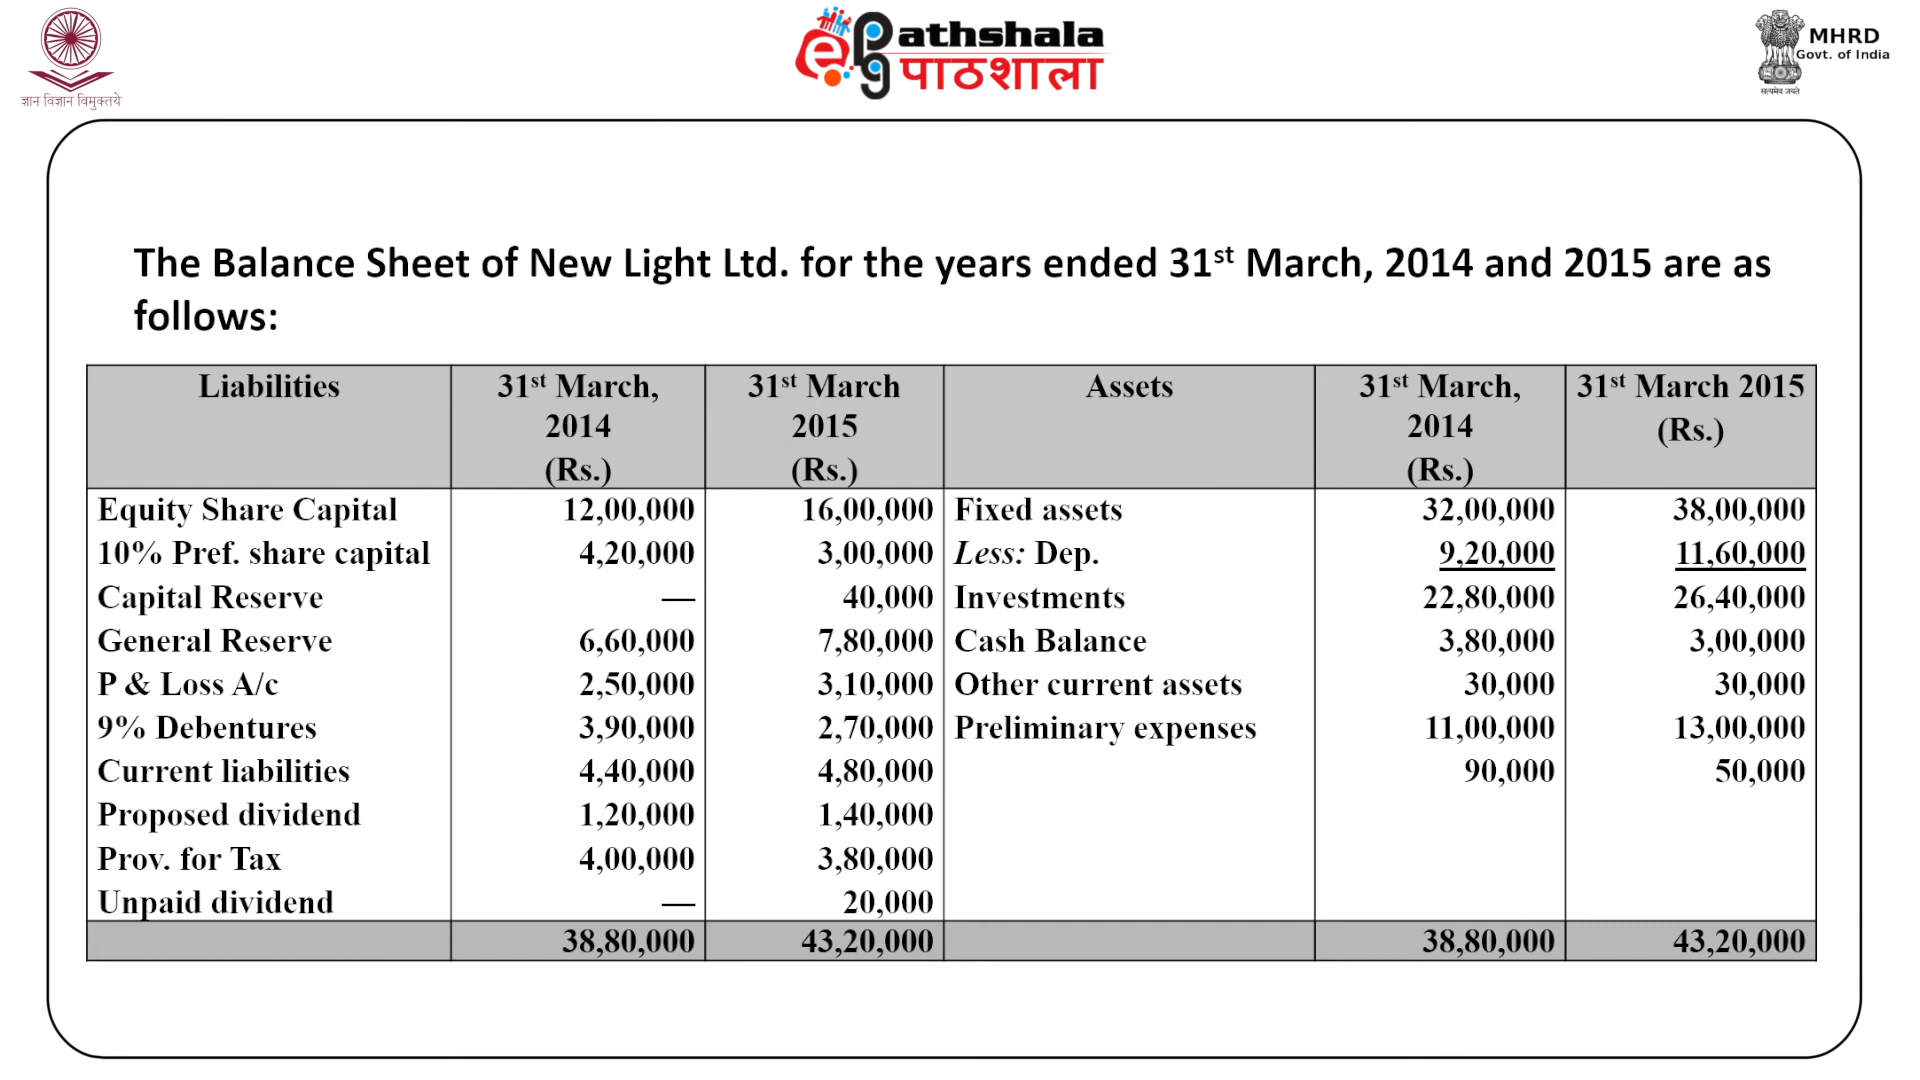 ज्ञान विज्ञान विमुक्तये
ePg Pathshala
पाठशाला
MHRD
Govt. of India
सत्यमेव जयते
The Balance Sheet of New Light Ltd. for the years ended 31st March, 2014 and 2015 are as
follows:
Liabilities 31st March, 2014 (Rs.) 31st March 2015 (Rs.) Assets 31st March, 2014 (Rs.) 31st March 2015 (Rs.)
Equity Share Capital 12,00,000 16,00,000 Fixed assets 32,00,000 38,00,000
10% Pref. share capital 4,20,000 3,00,000 Less: Dep. 9,20,000 11,60,000
Capital Reserve — 40,000 Investments 22,80,000 26,40,000
General Reserve 6,60,000 7,80,000 Cash Balance 3,80,000 3,00,000
P & Loss A/c 2,50,000 3,10,000 Other current assets 30,000 30,000
9% Debentures 3,90,000 2,70,000 Preliminary expenses 11,00,000 13,00,000
Current liabilities 4,40,000 4,80,000 90,000 50,000
Proposed dividend 1,20,000 1,40,000
Prov. for Tax 4,00,000 3,80,000
Unpaid dividend — 20,000
38,80,000 43,20,000 38,80,000 43,20,000